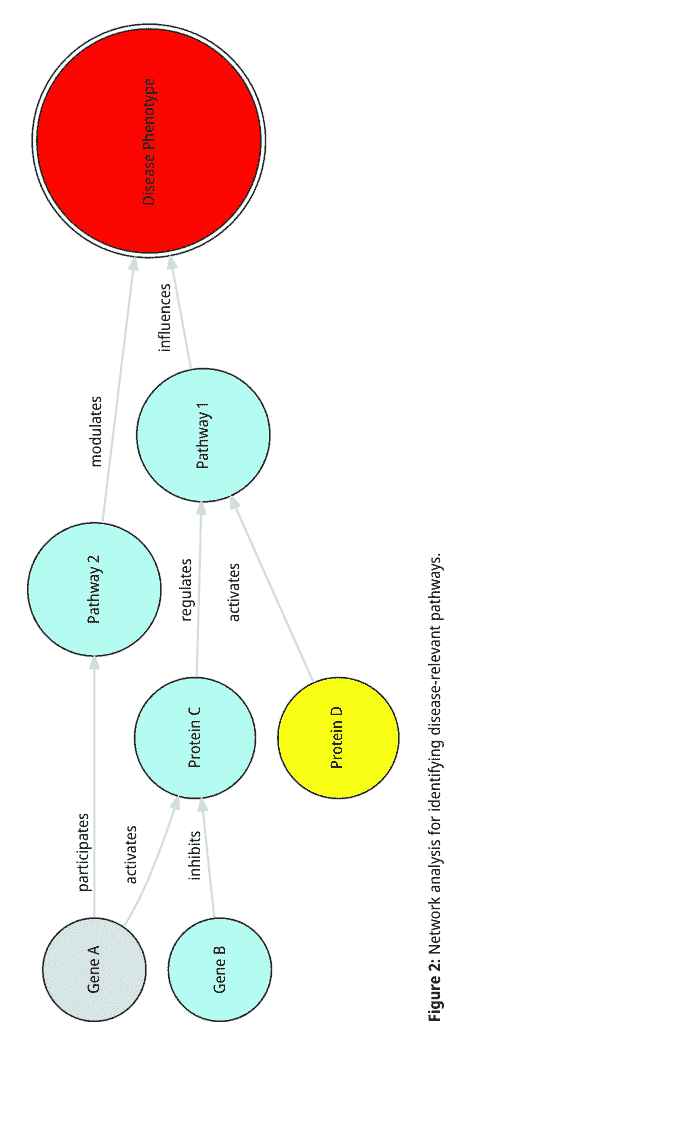 Gene A
Gene B
participates
activates
inhibits
Protein C
Protein D
Pathway 2
regulates
activates
Pathway 1
modulates
influences
Disease Phenotype
Figure 2: Network analysis for identifying disease-relevant pathways.